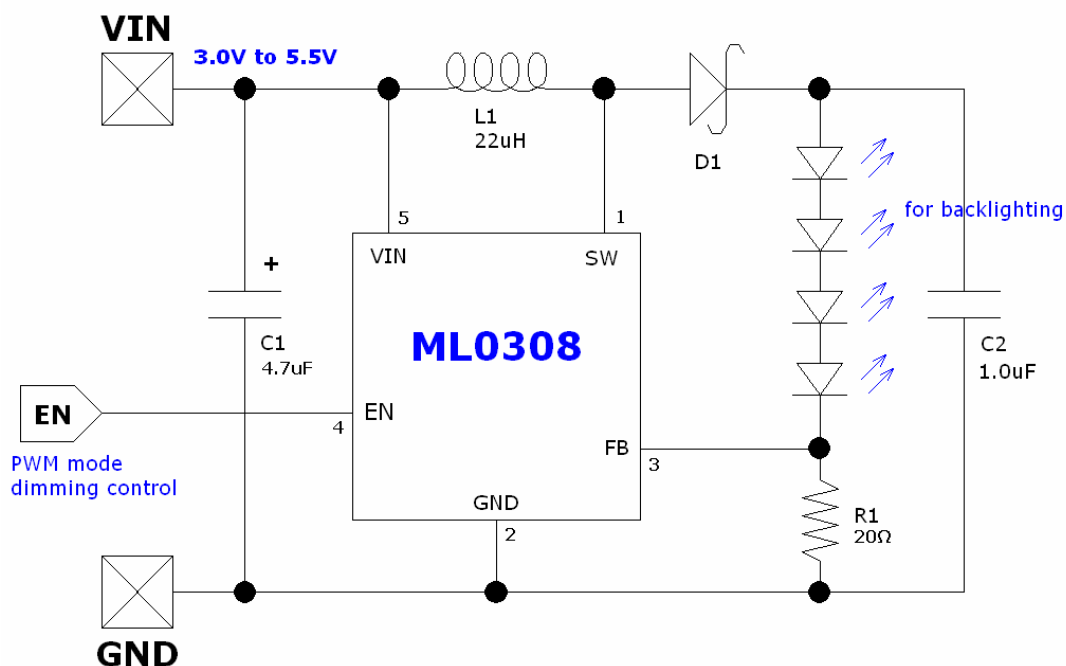 VIN
3.0V to 5.5V
L1
22uH
D1
5
1
for backlighting
VIN
SW
+
C1
4.7uF
ML0308
C2
1.0uF
EN
EN
4
FB
3
PWM mode
dimming control
GND
2
R1
20Ω
GND